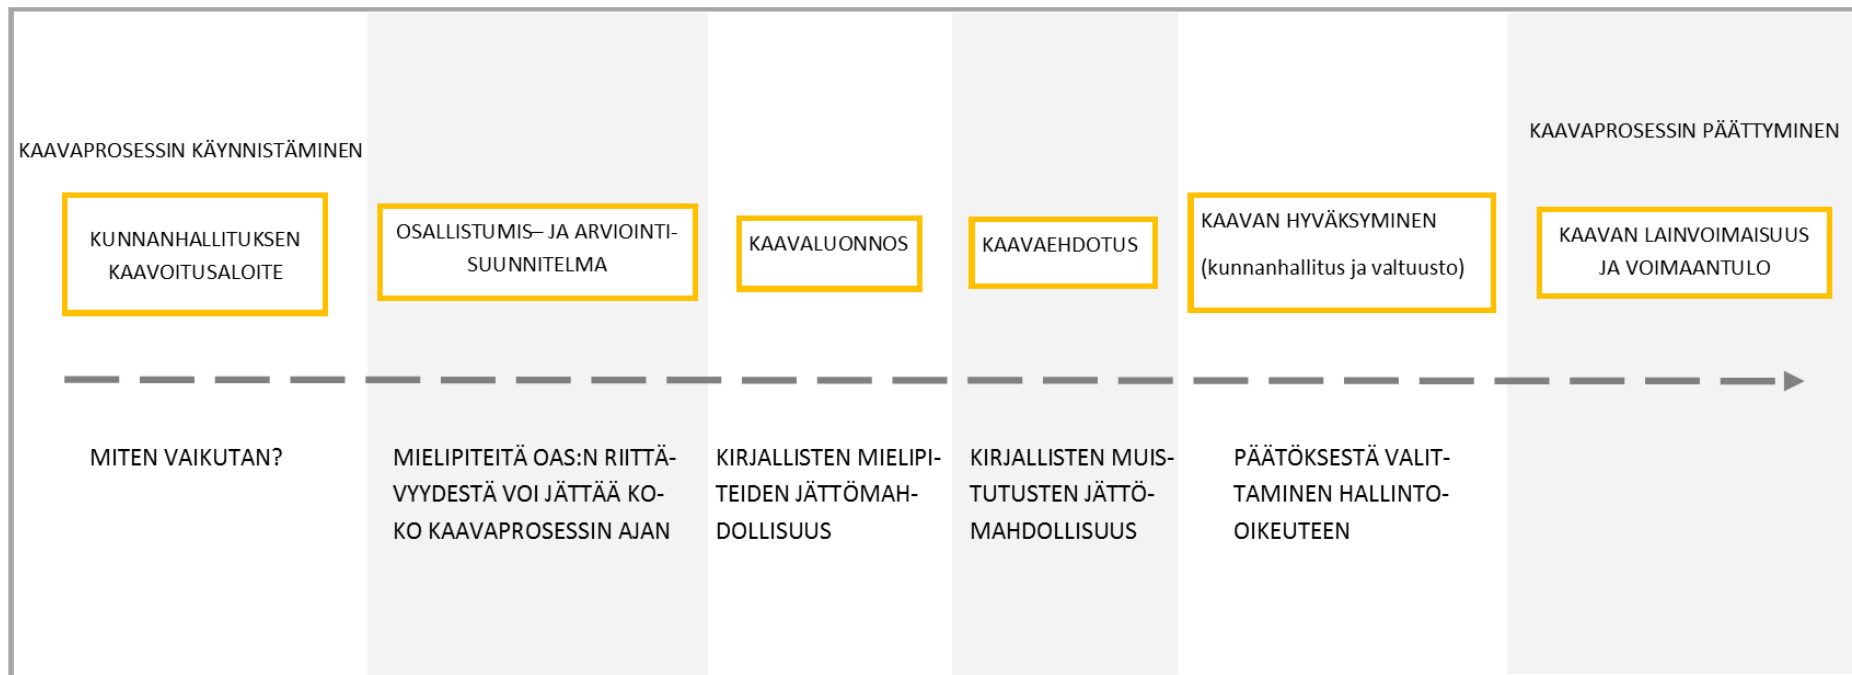 KAAVAPROSESSIN KÄYNNISTÄMINEN
KUNNANHALLITUKSEN
KAAVOITUSALOITE
OSALLISTUMIS– JA ARVIOINTI-
SUUNNITELMA
KAAVALUONNOS
KAAVAEHDOTUS
KAAVAN HYVÄKSYMINEN
(kunnanhallitus ja valtuusto)
KAAVAPROSESSIN PÄÄTTYMINEN
KAAVAN LAINVOIMAISUUS
JA VOIMAANTULO
MITEN VAIKUTAN?
MIELIPITEITÄ OAS:N RIITTÄ-
VYYDESTÄ VOI JÄTTÄÄ KO-
KO KAAVAPROSESSIN AJAN
KIRJALLISTEN MIELIPI-
TEIDEN JÄTTÖMAH-
DOLLISUUS
KIRJALLISTEN MUIS-
TUTUSTEN JÄTTÖ-
MAHDOLLISUUS
PÄÄTÖKSESTÄ VALIT-
TAMINEN HALLINTO-
OIKEUTEEN